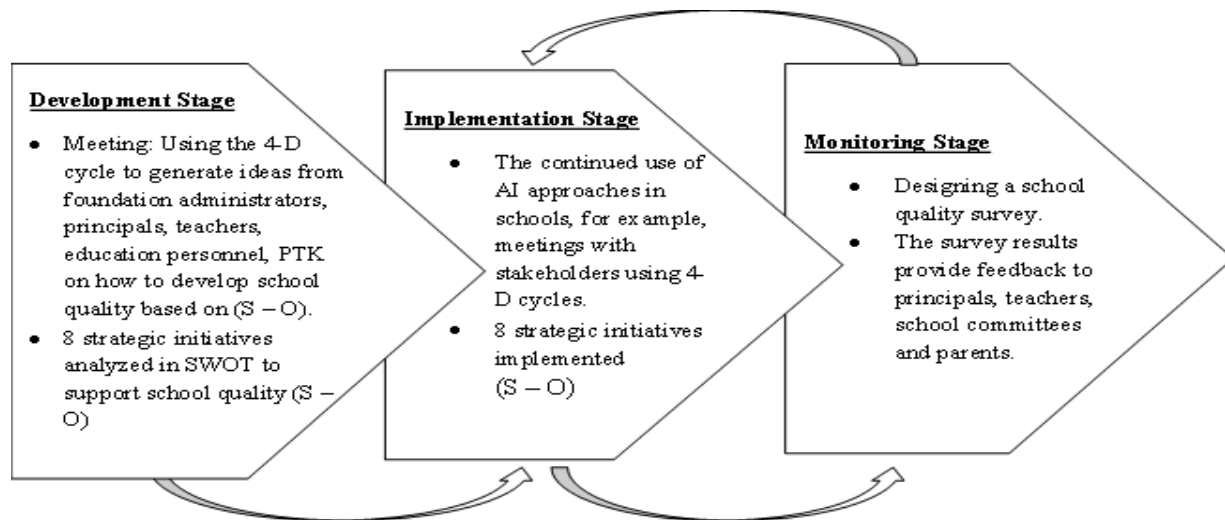 Development Stage
● Meeting: Using the 4-D
cycle to generate ideas from
foundation administrators,
principals, teachers,
education personnel, PTK
on how to develop school
quality based on (S – O).
● 8 strategic initiatives
analyzed in SWOT to
support school quality (S –
O)
Implementation Stage
● The continued use of
AI approaches in
schools, for example,
meetings with
stakeholders using 4-
D cycles.
● 8 strategic initiatives
implemented
(S – O)
Monitoring Stage
● Designing a school
quality survey.
● The survey results
provide feedback to
principals, teachers,
school committees
and parents.